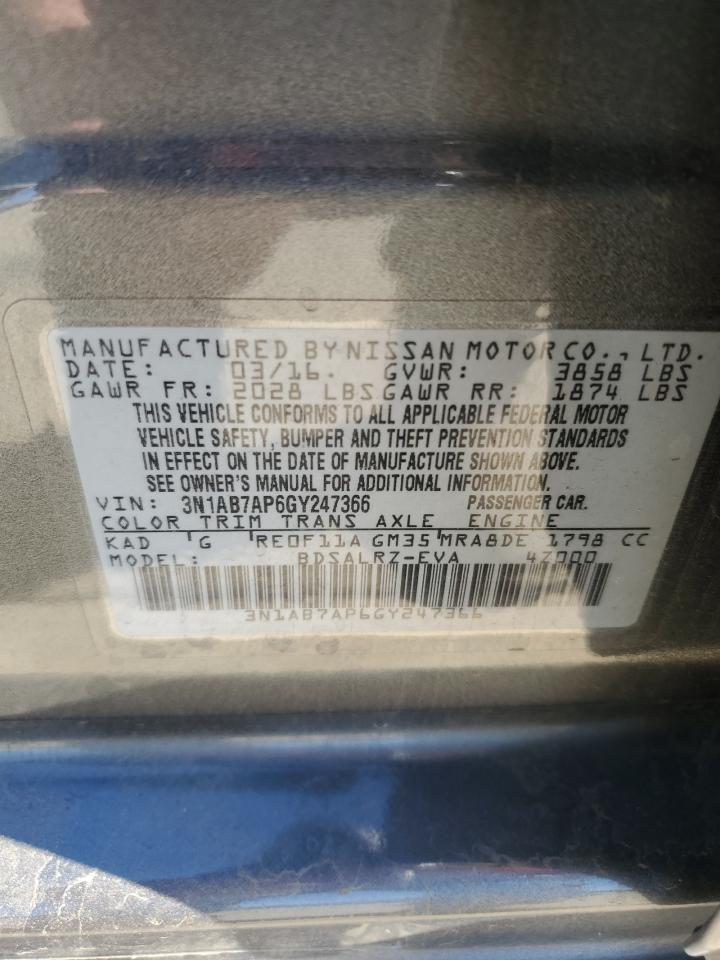 MANUFACTURED BY NISSAN MOTOR CO., LTD.
DATE: 03/16. GVWR: 3858 LBS
GAWR FR: 2028 LBS GAWR RR: 1874 LBS
THIS VEHICLE CONFORMS TO ALL APPLICABLE FEDERAL MOTOR
VEHICLE SAFETY, BUMPER AND THEFT PREVENTION STANDARDS
IN EFFECT ON THE DATE OF MANUFACTURE SHOWN ABOVE.
SEE OWNER'S MANUAL FOR ADDITIONAL INFORMATION.
VIN: 3N1AB7AP6GY247366 PASSENGER CAR.
COLOR TRIM TRANS AXLE ENGINE
KAD G RE0F11A GM35 MRA8DE 1798 CC
MODEL: BDSALRZ-EVA 4Z000
3N1AB7AP6GY247366